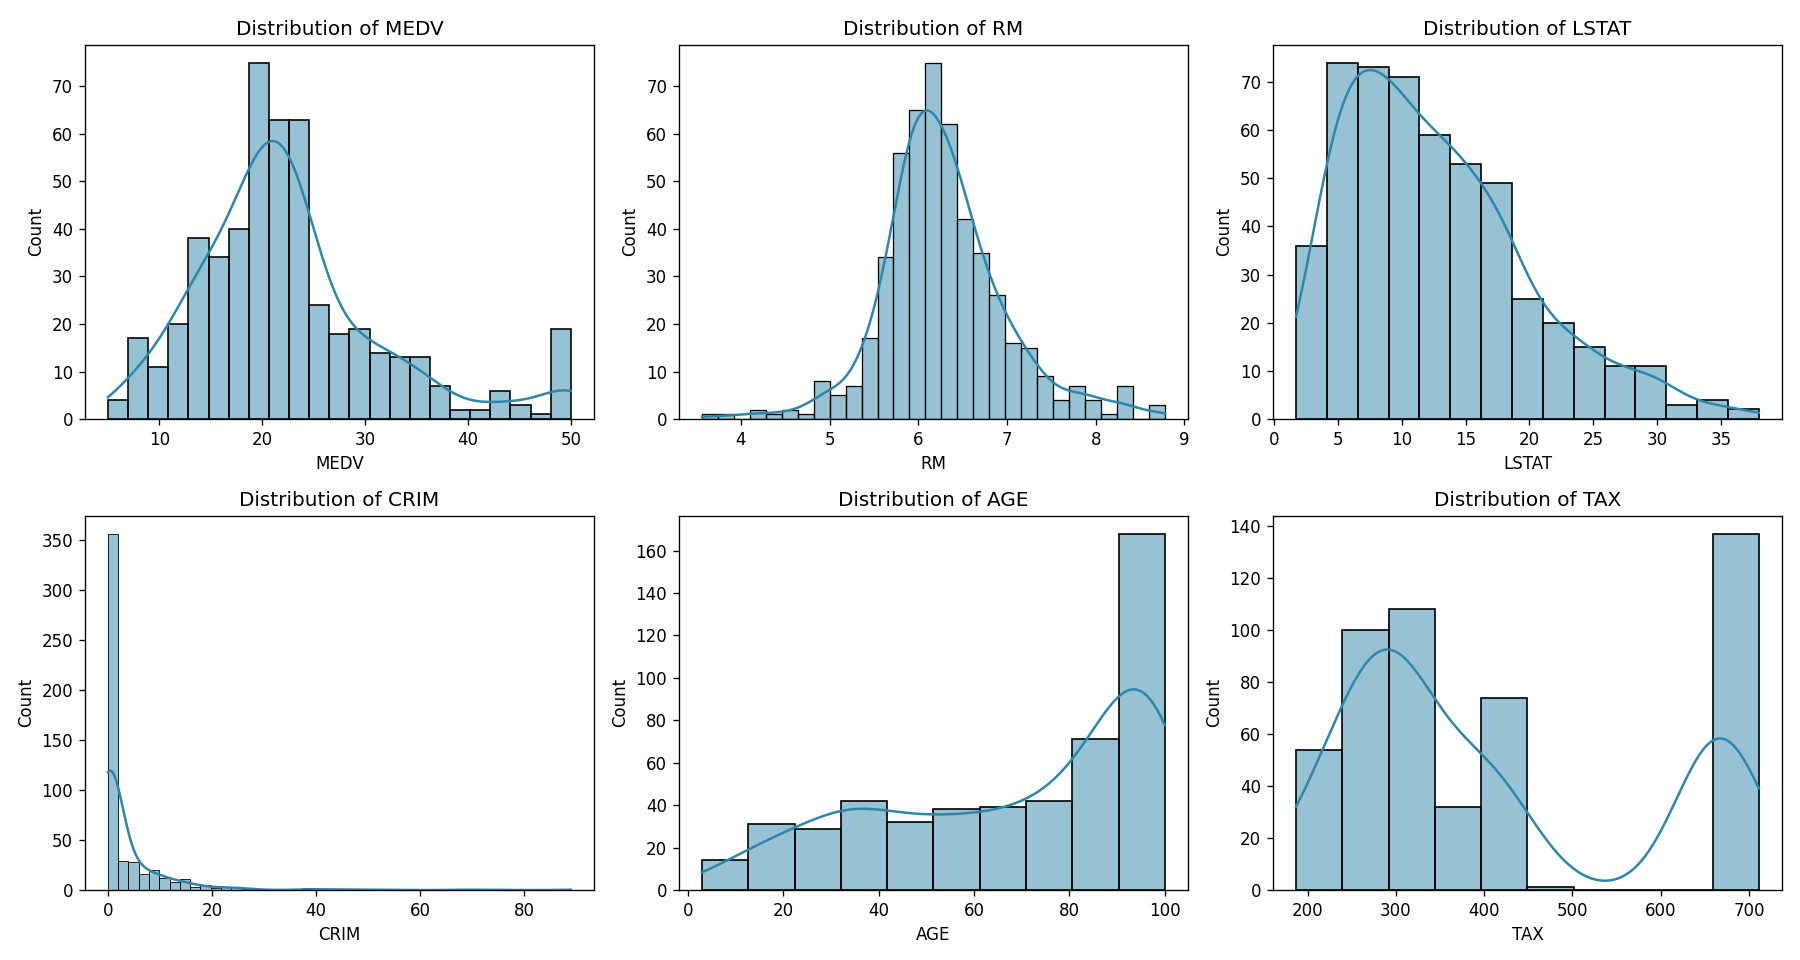 Distribution of MEDV
70
60
50
40
30
20
10
0
Count
10 20 30 40 50
MEDV
Distribution of RM
70
60
50
40
30
20
10
0
Count
4 5 6 7 8 9
RM
Distribution of LSTAT
70
60
50
40
30
20
10
0
Count
0 5 10 15 20 25 30 35
LSTAT
Distribution of CRIM
350
300
250
200
150
100
50
0
Count
0 20 40 60 80
CRIM
Distribution of AGE
160
140
120
100
80
60
40
20
0
Count
0 20 40 60 80 100
AGE
Distribution of TAX
140
120
100
80
60
40
20
0
Count
200 300 400 500 600 700
TAX